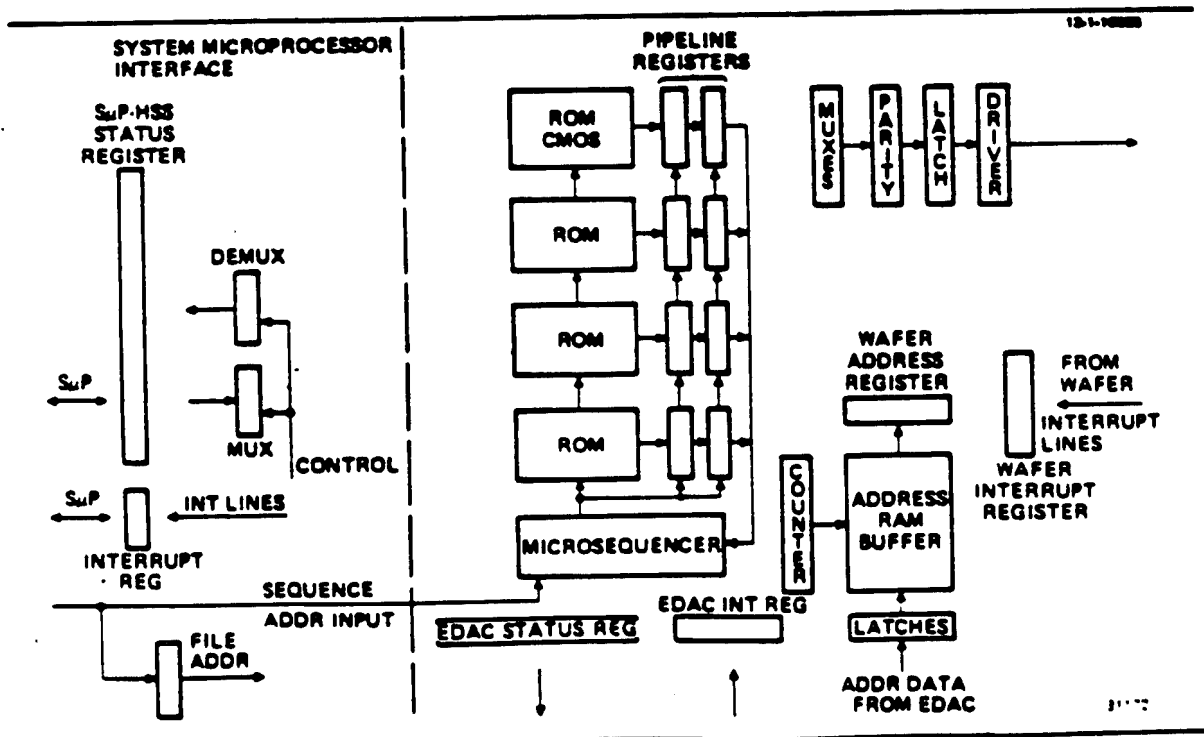 SYSTEM MICROPROCESSOR
INTERFACE
SμP-HSS
STATUS
REGISTER
DEMUX
SμP
MUX
CONTROL
SμP
INT LINES
INTERRUPT
REG
SEQUENCE
ADDR INPUT
FILE
ADDR
PIPELINE
REGISTERS
ROM
CMOS
ROM
ROM
ROM
MICROSEQUENCER
EDAC STATUS REG
EDAC INT REG
MUXES
PARITY
LATCH
DRIVER
WAFER
ADDRESS
REGISTER
FROM
WAFER
INTERRUPT
LINES
WAFER
INTERRUPT
REGISTER
COUNTER
ADDRESS
RAM
BUFFER
LATCHES
ADDR DATA
FROM EDAC